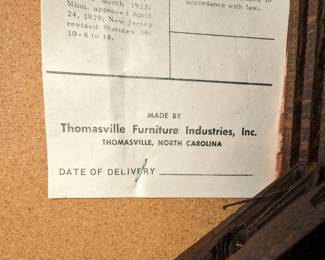 March 1923;
Minn. approved April
24, 1929; New Jersey
revised Statutes 26:
10-6 to 18.
accordance with law.
MADE BY
Thomasville Furniture Industries, Inc.
THOMASVILLE, NORTH CAROLINA
DATE OF DELIVERY